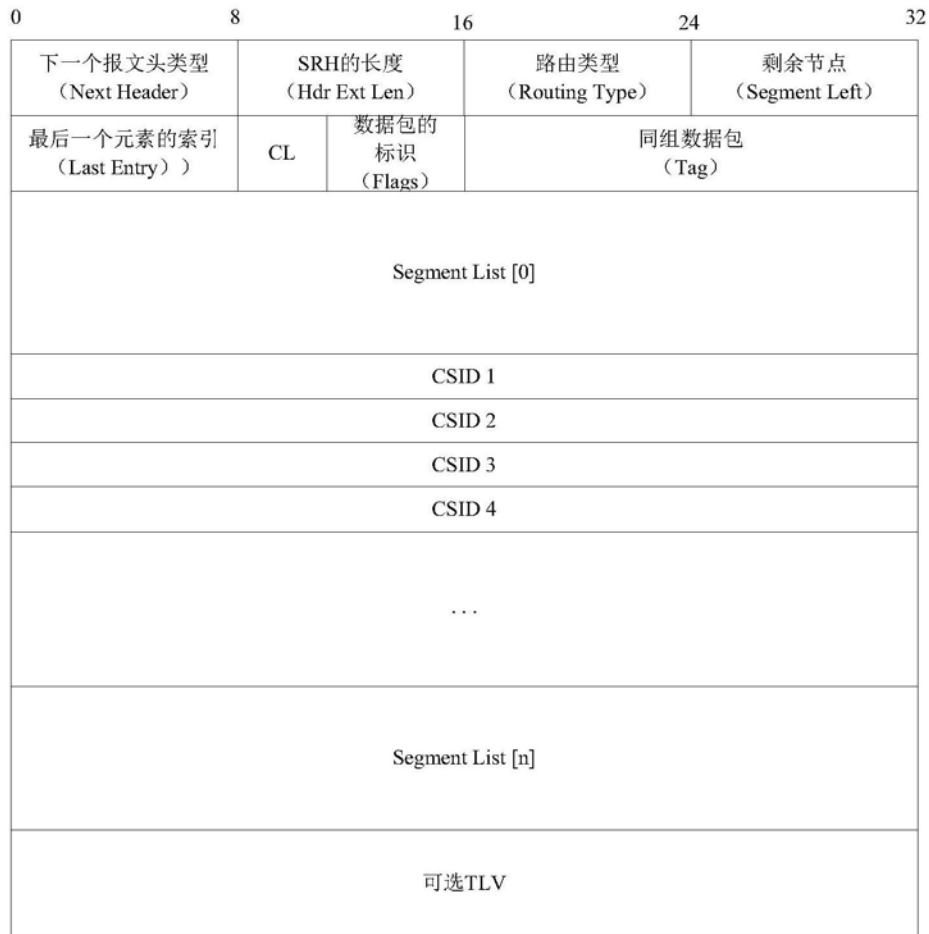 0 8 16 24 32
下一个报文头类型
（Next Header）
SRH的长度
（Hdr Ext Len）
路由类型
（Routing Type）
剩余节点
（Segment Left）
最后一个元素的索引
（Last Entry））
CL
数据包的
标识
（Flags）
同组数据包
（Tag）
Segment List [0]
CSID 1
CSID 2
CSID 3
CSID 4
...
Segment List [n]
可选TLV